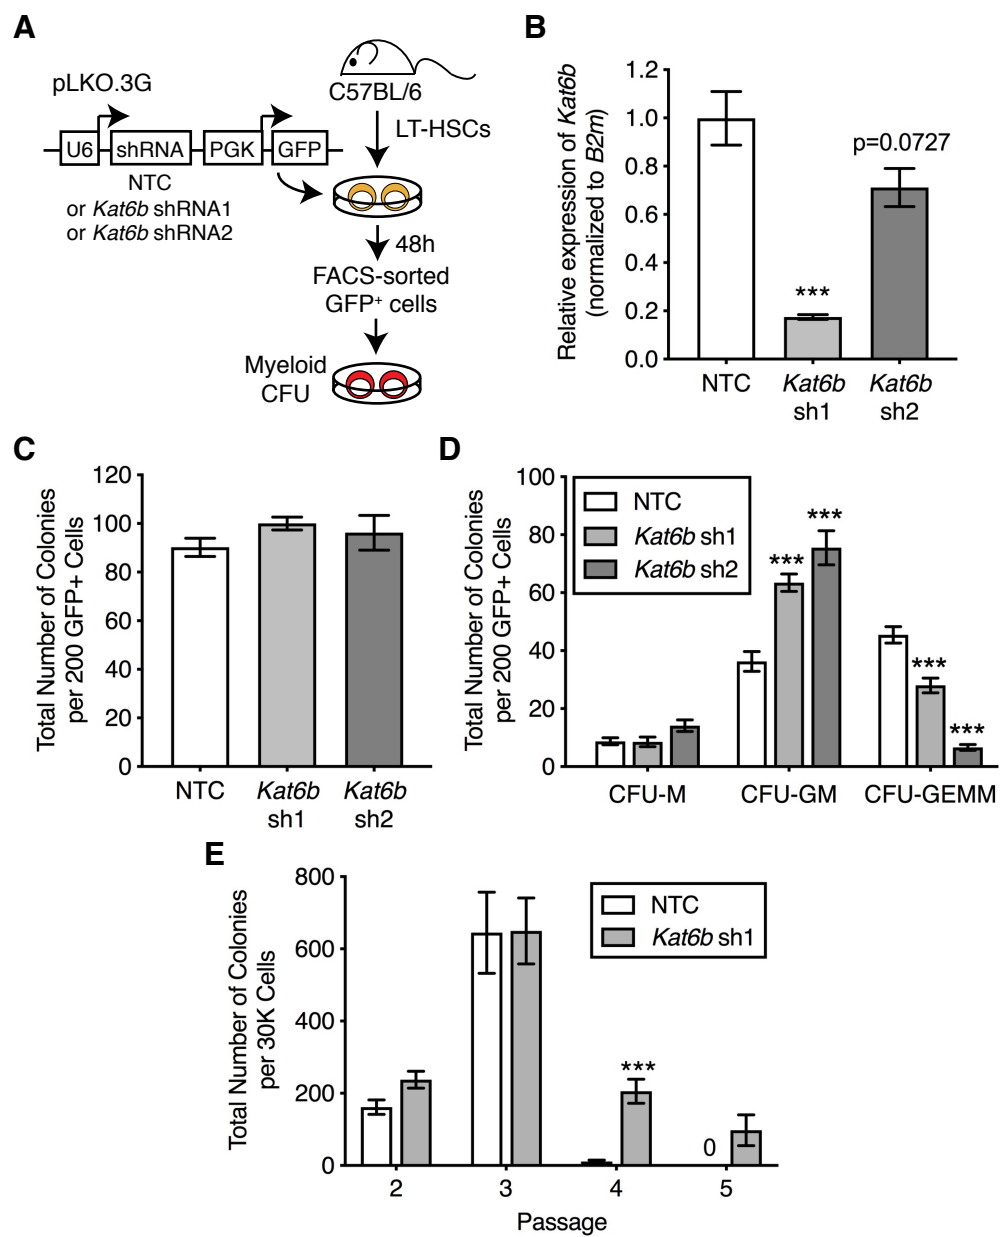 A
pLKO.3G
U6
shRNA
PGK
GFP
NTC
or Kat6b shRNA1
or Kat6b shRNA2
C57BL/6
LT-HSCs
48h
FACS-sorted
GFP+ cells
Myeloid
CFU
B
Relative expression of Kat6b
(normalized to B2m)
1.2
1.0
0.8
0.6
0.4
0.2
0.0
***
p=0.0727
NTC
Kat6b
sh1
Kat6b
sh2
C
Total Number of Colonies
per 200 GFP+ Cells
120
100
80
60
40
20
0
NTC
Kat6b
sh1
Kat6b
sh2
D
Total Number of Colonies
per 200 GFP+ Cells
100
80
60
40
20
0
NTC
Kat6b sh1
Kat6b sh2
***
***
***
***
CFU-M
CFU-GM
CFU-GEMM
E
Total Number of Colonies
per 30K Cells
800
600
400
200
0
NTC
Kat6b sh1
***
0
2
3
4
5
Passage